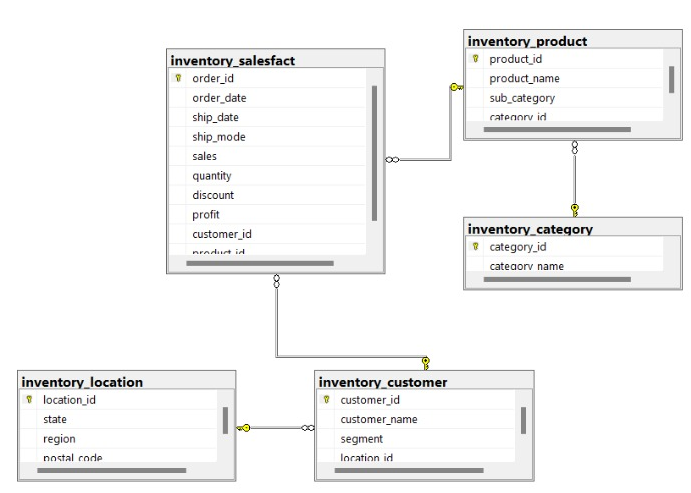 inventory_salesfact
order_id
order_date
ship_date
ship_mode
sales
quantity
discount
profit
customer_id
product_id
inventory_product
product_id
product_name
sub_category
category_id
inventory_category
category_id
category_name
inventory_location
location_id
state
region
postal_code
inventory_customer
customer_id
customer_name
segment
location_id